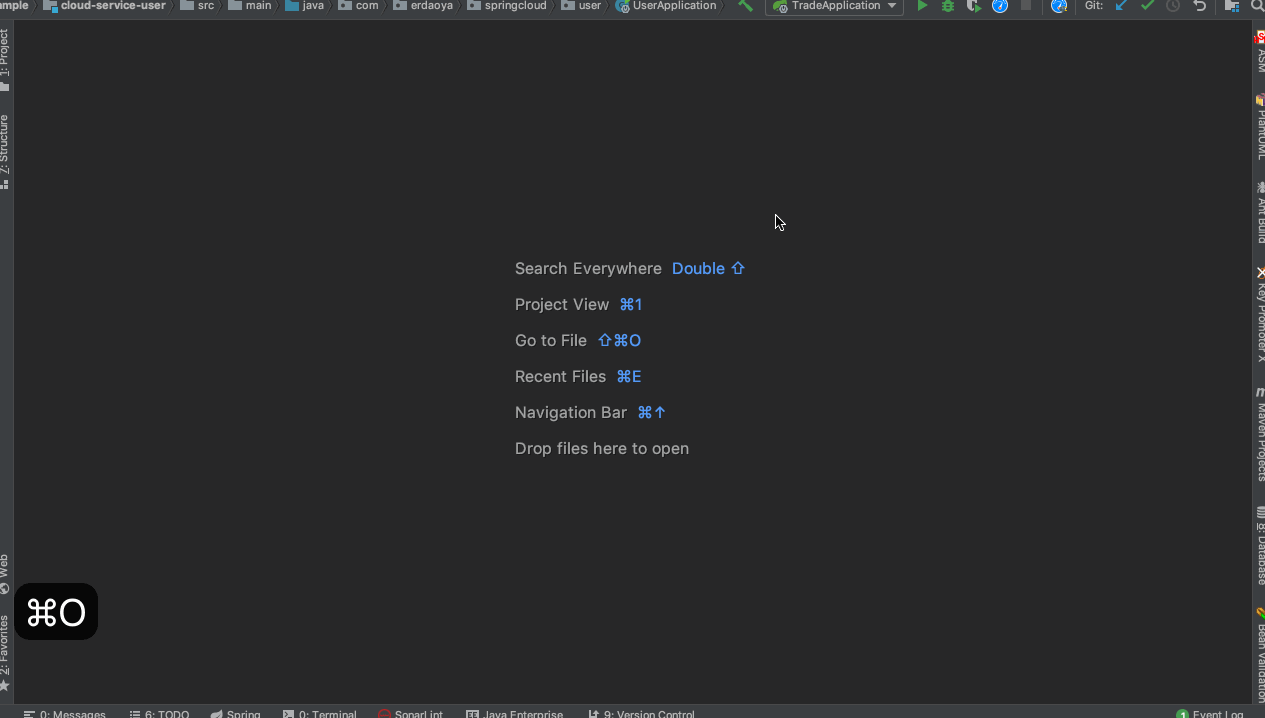 mple cloud-service-user src main java com erdaoya springcloud user UserApplication TradeApplication Git:
1: Project
Z: Structure
Web
2: Favorites
Search Everywhere Double ⇧
Project View ⌘1
Go to File ⇧⌘O
Recent Files ⌘E
Navigation Bar ⌘↑
Drop files here to open
⌘O
ASM
PlantUML
Ant Build
Key Promoter X
Maven Projects
8: Database
Bean Validation
0: Messages 6: TODO Spring 0: Terminal SonarLint Java Enterprise 9: Version Control 1 Event Log